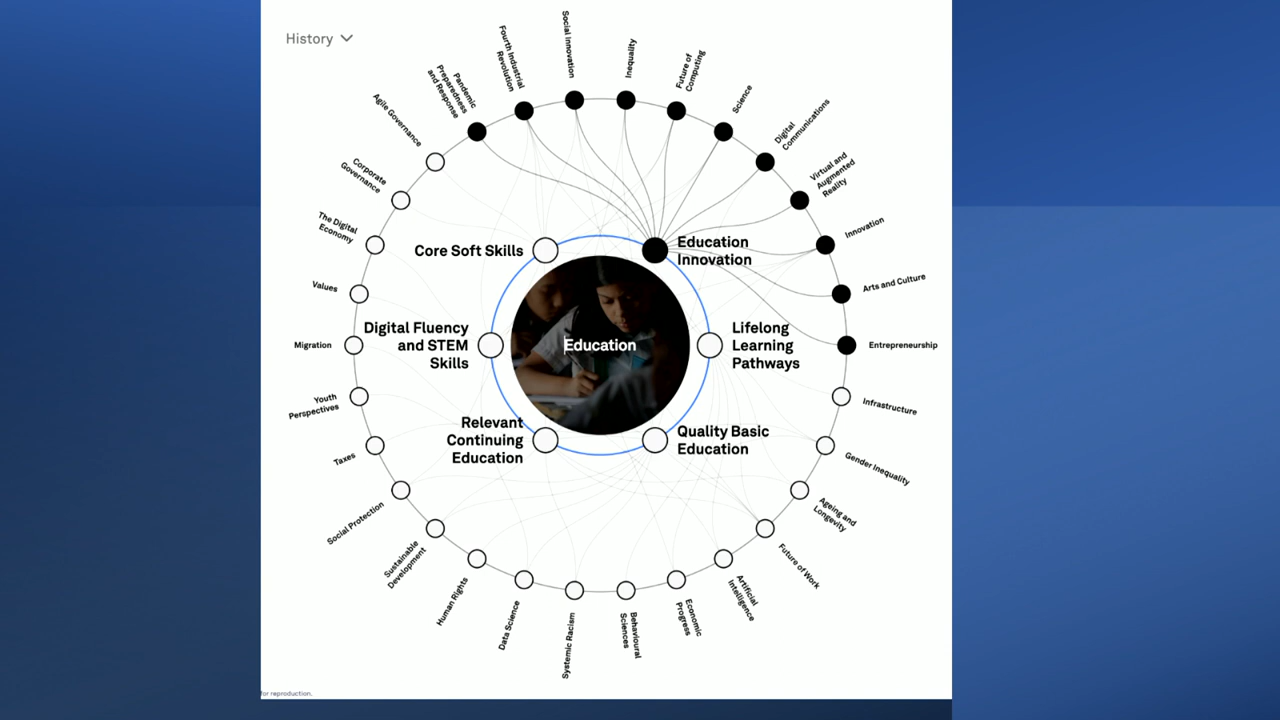 History
Social Innovation
Inequality
Future of
Computing
Science
Digital
Communications
Virtual and
Augmented
Reality
Innovation
Arts and Culture
Entrepreneurship
Infrastructure
Gender Inequality
Ageing and
Longevity
Future of Work
Artificial
Intelligence
Economic
Progress
Behavioural
Sciences
Systemic Racism
Data Science
Human Rights
Sustainable
Development
Social Protection
Taxes
Youth
Perspectives
Migration
Values
The Digital
Economy
Corporate
Governance
Agile Governance
Pandemic
Preparedness
and Response
Fourth Industrial
Revolution
Core Soft Skills
Education
Innovation
Digital Fluency
and STEM
Skills
Education
Lifelong
Learning
Pathways
Relevant
Continuing
Education
Quality Basic
Education
for reproduction.